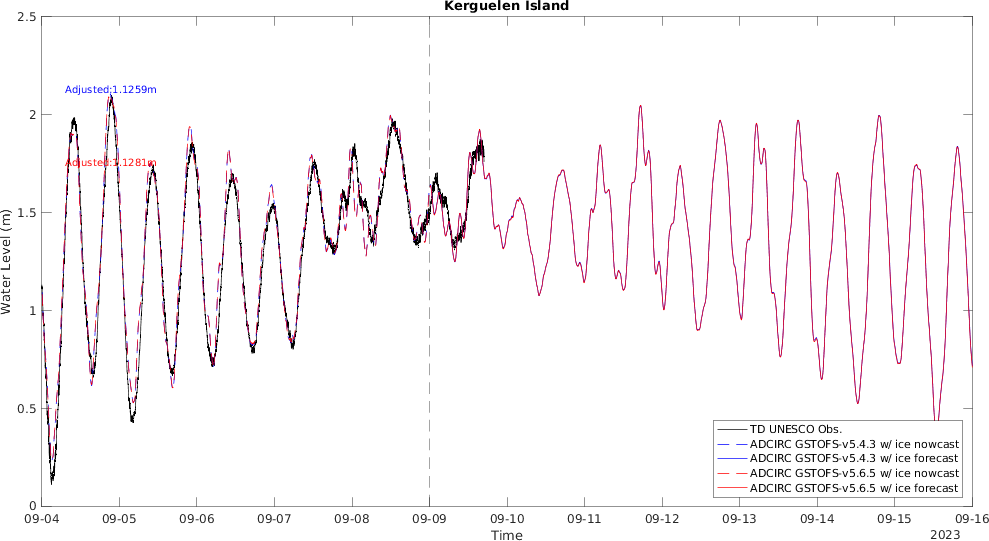 Kerguelen Island
2.5
2
1.5
1
0.5
0
Water Level (m)
Adjusted:1.1259m
Adjusted:1.1281m
TD UNESCO Obs.
ADCIRC GSTOFS-v5.4.3 w/ ice nowcast
ADCIRC GSTOFS-v5.4.3 w/ ice forecast
ADCIRC GSTOFS-v5.6.5 w/ ice nowcast
ADCIRC GSTOFS-v5.6.5 w/ ice forecast
09-04 09-05 09-06 09-07 09-08 09-09 09-10 09-11 09-12 09-13 09-14 09-15 09-16
Time
2023